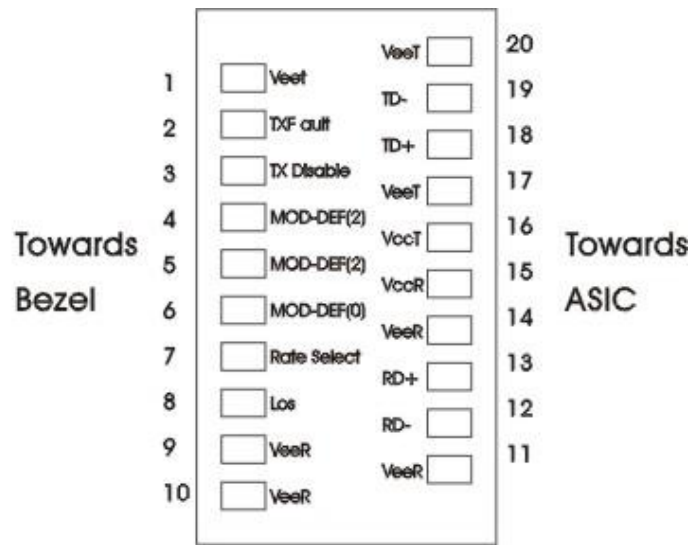 1 Veet
2 TXF ault
3 TX Disable
4 MOD-DEF(2)
5 MOD-DEF(2)
6 MOD-DEF(0)
7 Rate Select
8 Los
9 VeeR
10 VeeR
Towards
Bezel
VeeT 20
TD- 19
TD+ 18
VeeT 17
VccT 16
VccR 15
VeeR 14
RD+ 13
RD- 12
VeeR 11
Towards
ASIC